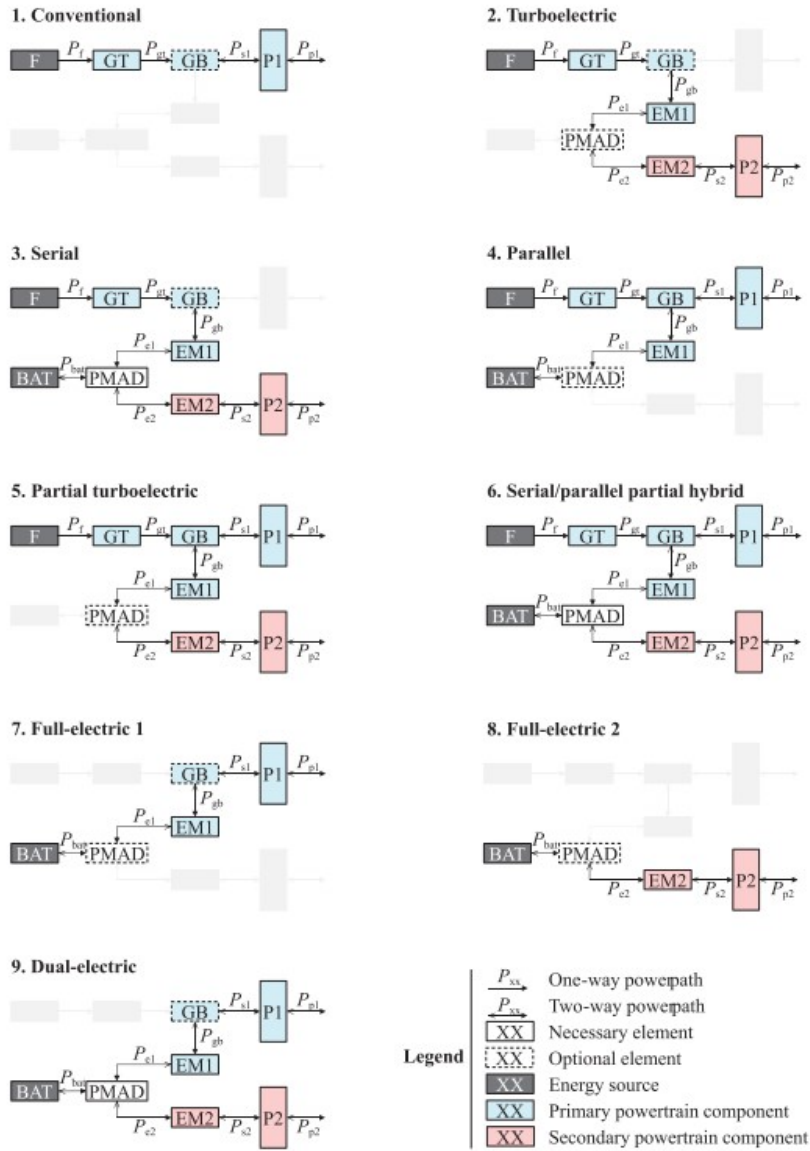 1. Conventional
F P_f GT P_gt GB P_s1 P1 P_p1
2. Turboelectric
F P_f GT P_gt GB
P_gb
P_e1 EM1
PMAD
P_e2 EM2 P_s2 P2 P_p2
3. Serial
F P_f GT P_gt GB
P_gb
P_e1 EM1
BAT P_bat PMAD
P_e2 EM2 P_s2 P2 P_p2
4. Parallel
F P_f GT P_gt GB P_s1 P1 P_p1
P_gb
P_e1 EM1
BAT P_bat PMAD
5. Partial turboelectric
F P_f GT P_gt GB P_s1 P1 P_p1
P_gb
P_e1 EM1
PMAD
P_e2 EM2 P_s2 P2 P_p2
6. Serial/parallel partial hybrid
F P_f GT P_gt GB P_s1 P1 P_p1
P_gb
P_e1 EM1
BAT P_bat PMAD
P_e2 EM2 P_s2 P2 P_p2
7. Full-electric 1
GB P_s1 P1 P_p1
P_gb
P_e1 EM1
BAT P_bat PMAD
8. Full-electric 2
BAT P_bat PMAD
P_e2 EM2 P_s2 P2 P_p2
9. Dual-electric
GB P_s1 P1 P_p1
P_gb
P_e1 EM1
BAT P_bat PMAD
P_e2 EM2 P_s2 P2 P_p2
Legend
P_xx One-way powerpath
P_xx Two-way powerpath
XX Necessary element
XX Optional element
XX Energy source
XX Primary powertrain component
XX Secondary powertrain component